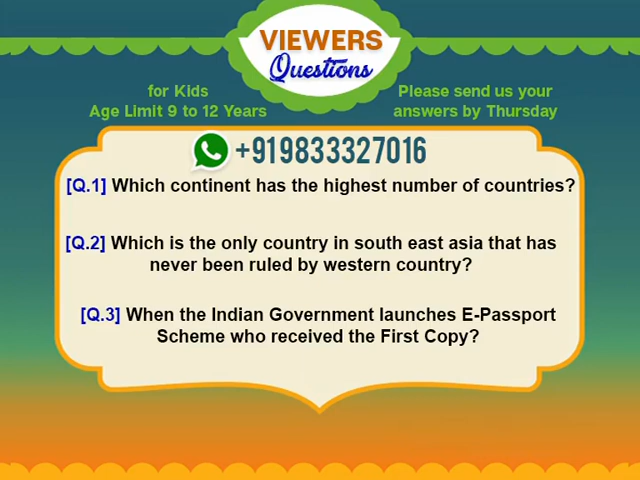 VIEWERS
Questions
for Kids
Age Limit 9 to 12 Years
Please send us your
answers by Thursday
+919833327016
[Q.1] Which continent has the highest number of countries?
[Q.2] Which is the only country in south east asia that has
never been ruled by western country?
[Q.3] When the Indian Government launches E-Passport
Scheme who received the First Copy?